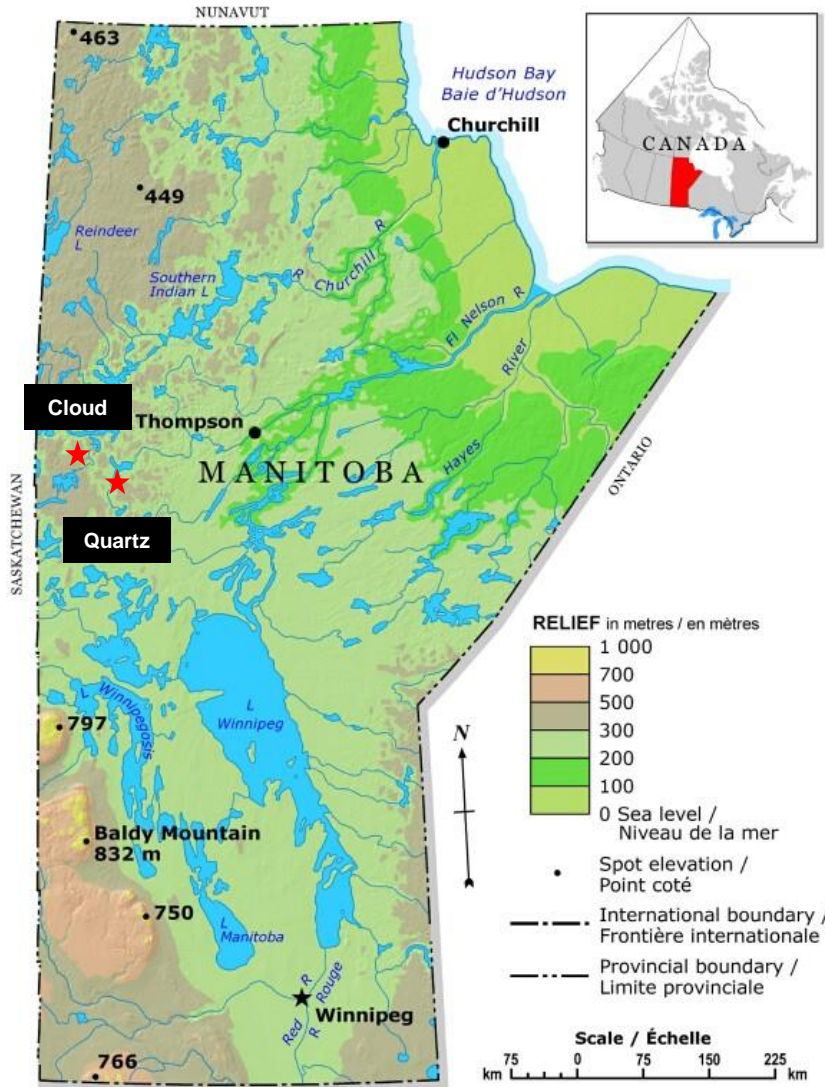 NUNAVUT
463
Hudson Bay
Baie d'Hudson
Churchill
CANADA
449
Reindeer
L
Southern
Indian L
R
Churchill
R
Fl Nelson R
River
Hayes
Cloud
Thompson
MANITOBA
ONTARIO
SASKATCHEWAN
Quartz
RELIEF in metres / en mètres
1 000
700
500
300
200
100
0 Sea level /
Niveau de la mer
L Winnipegosis
797
L
Winnipeg
N
Baldy Mountain
832 m
Spot elevation /
Point coté
750
L
Manitoba
International boundary /
Frontière internationale
Provincial boundary /
Limite provinciale
Red R
Rouge R
Winnipeg
766
Scale / Échelle
km 75 0 75 150 225 km